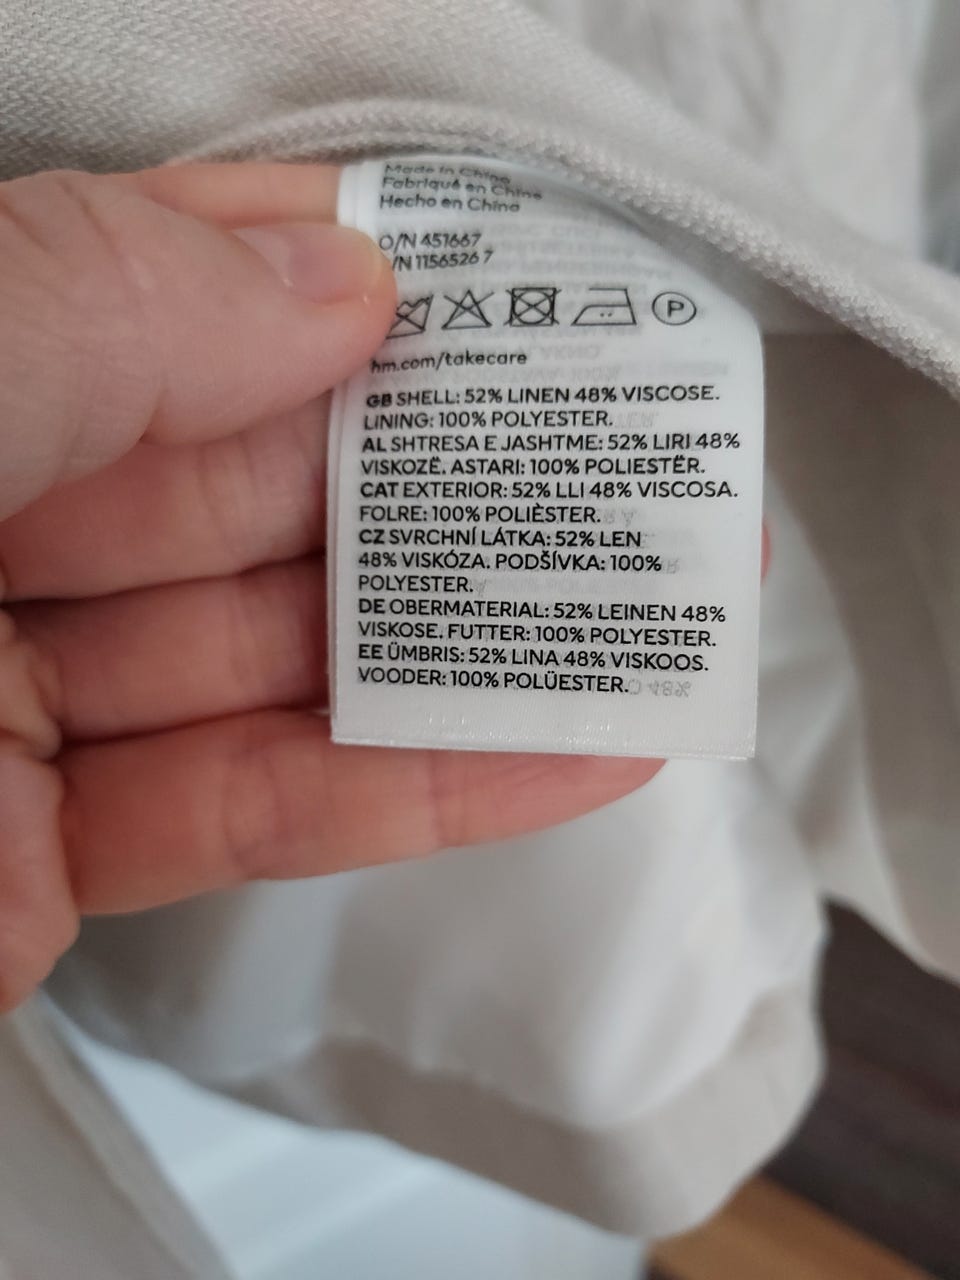 Made in China
Fabriqué en Chine
Hecho en China
O/N 451667
/N 1156526 7
P
hm.com/takecare
GB SHELL: 52% LINEN 48% VISCOSE.
LINING: 100% POLYESTER.
AL SHTRESA E JASHTME: 52% LIRI 48%
VISKOZË. ASTARI: 100% POLIESTËR.
CAT EXTERIOR: 52% LLI 48% VISCOSA.
FOLRE: 100% POLIÈSTER.
CZ SVRCHNÍ LÁTKA: 52% LEN
48% VISKÓZA. PODŠÍVKA: 100%
POLYESTER.
DE OBERMATERIAL: 52% LEINEN 48%
VISKOSE. FUTTER: 100% POLYESTER.
EE ÜMBRIS: 52% LINA 48% VISKOOS.
VOODER: 100% POLÜESTER.